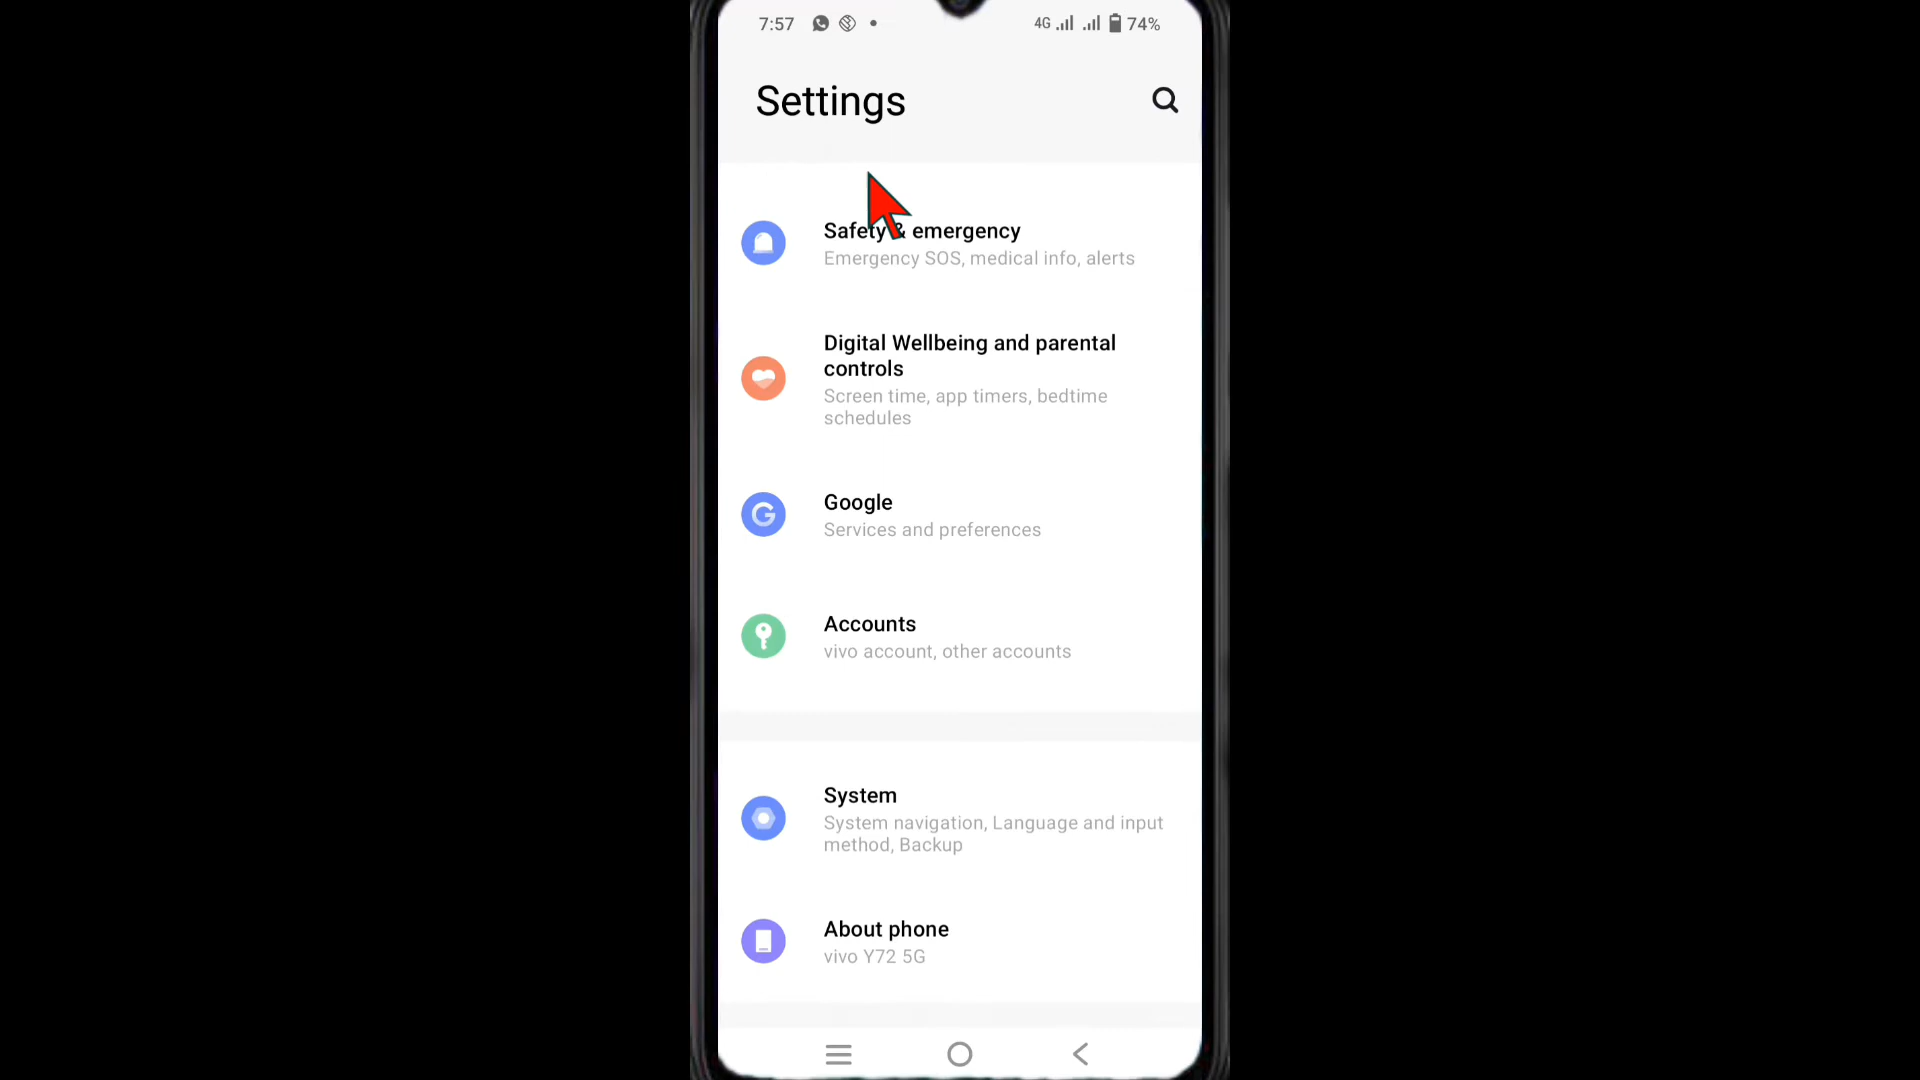 7:57
4G 74%
Settings
Safety & emergency
Emergency SOS, medical info, alerts
Digital Wellbeing and parental
controls
Screen time, app timers, bedtime
schedules
Google
Services and preferences
Accounts
vivo account, other accounts
System
System navigation, Language and input
method, Backup
About phone
vivo Y72 5G